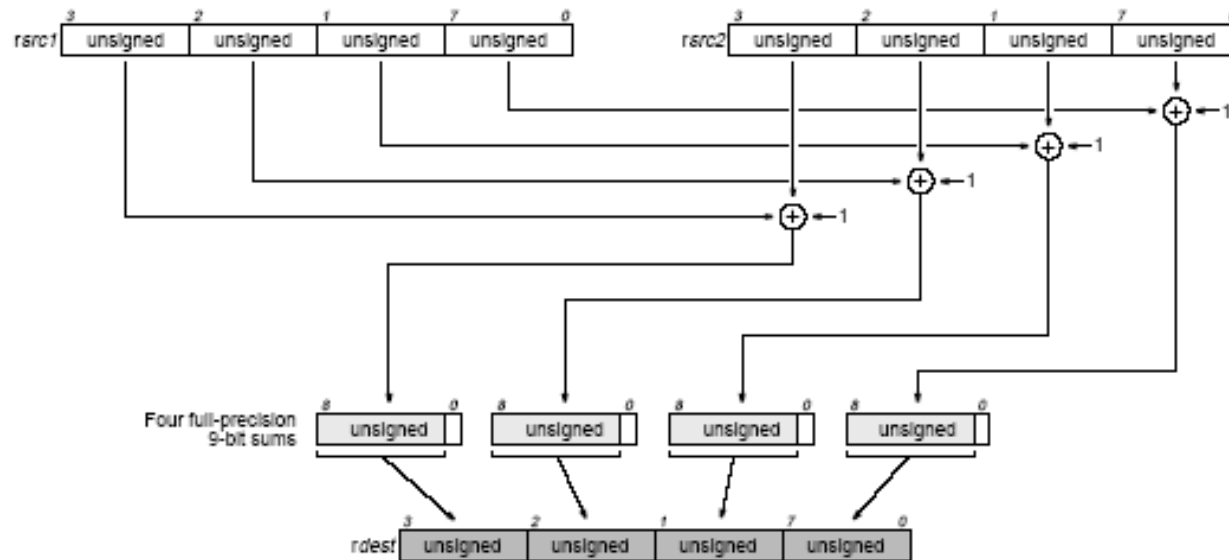 3 2 1 7 0 3 2 1 7
rsrc1 unsigned unsigned unsigned unsigned rsrc2 unsigned unsigned unsigned unsigned
1
1
1
1
8 0 8 0 8 0 8 0
Four full-precision unsigned unsigned unsigned unsigned
9-bit sums
3 2 1 7 0
rdest unsigned unsigned unsigned unsigned